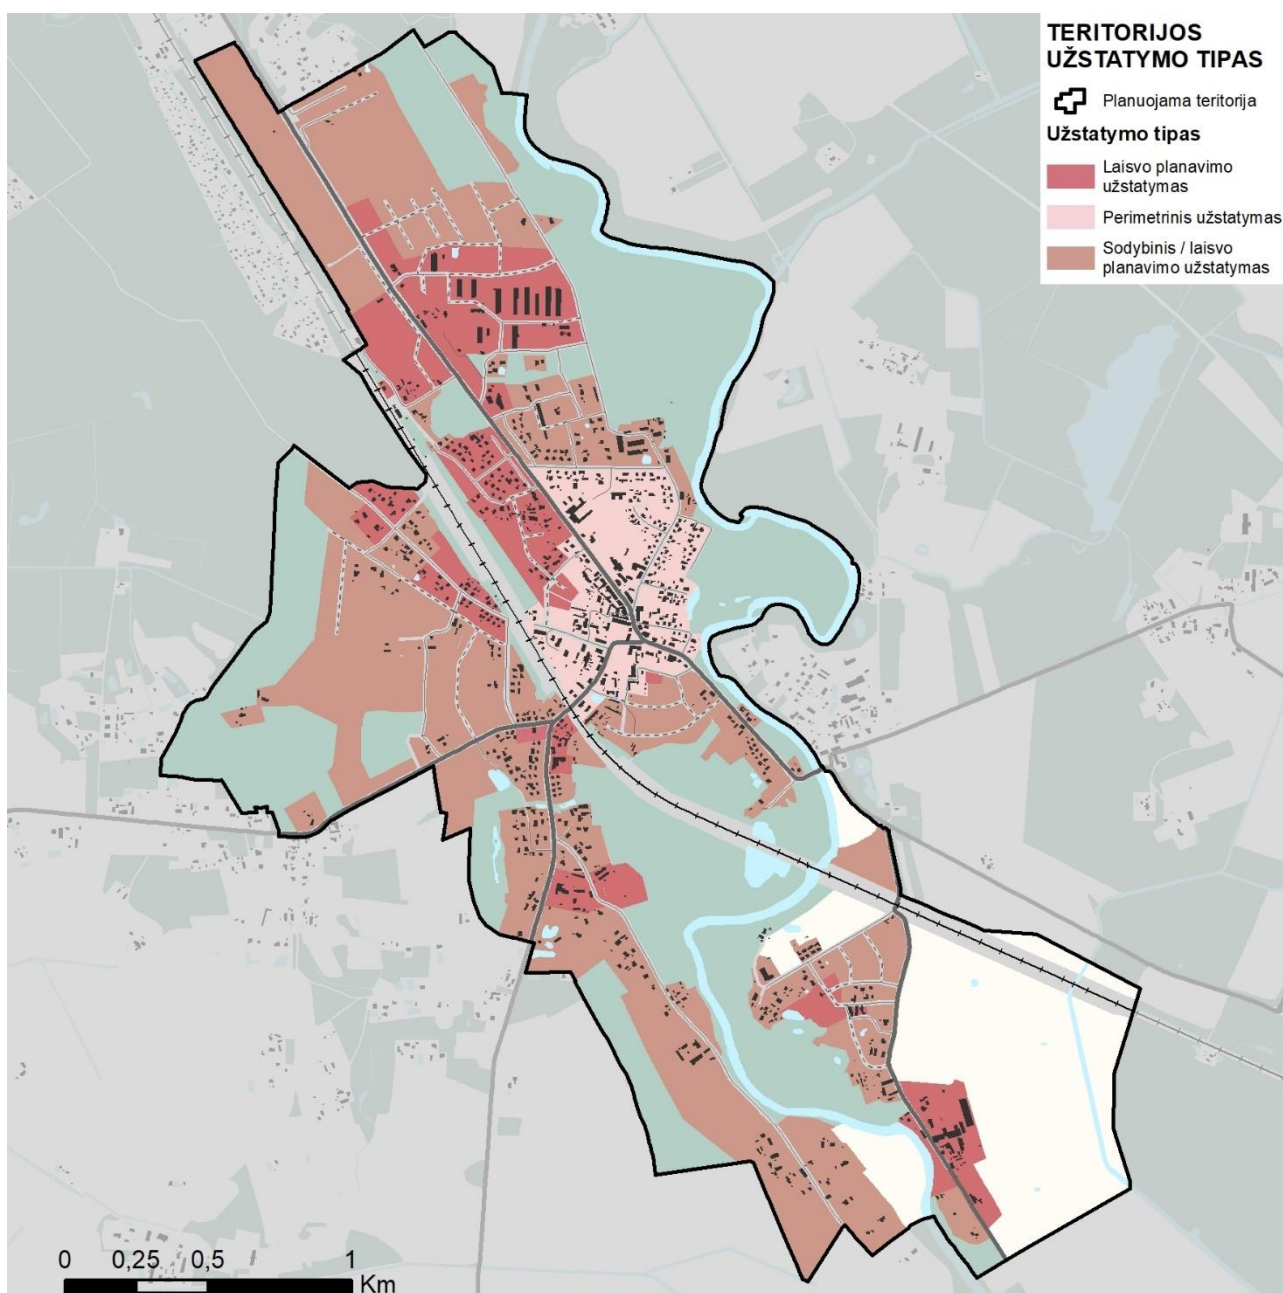 TERITORIJOS
UŽSTATYMO TIPAS
Planuojama teritorija
Užstatymo tipas
Laisvo planavimo
užstatymas
Perimetrinis užstatymas
Sodybinis / laisvo
planavimo užstatymas
0 0,25 0,5 1
Km